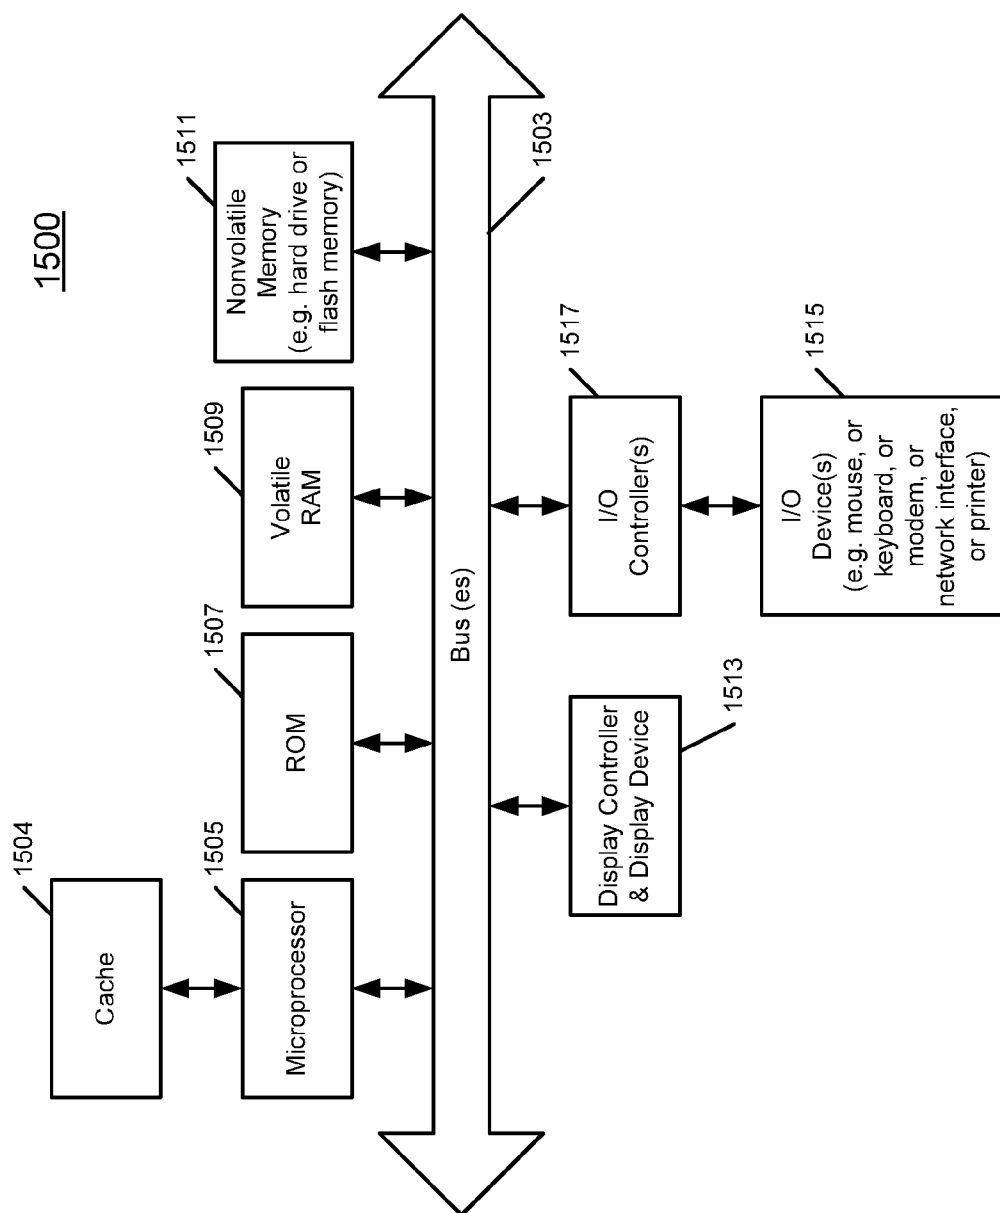 1500
1504
Cache
1505
Microprocessor
1507
ROM
1509
Volatile
RAM
1511
Nonvolatile
Memory
(e.g. hard drive or
flash memory)
Bus (es)
1503
1513
Display Controller
& Display Device
1517
I/O
Controller(s)
1515
I/O
Device(s)
(e.g. mouse, or
keyboard, or
modem, or
network interface,
or printer)